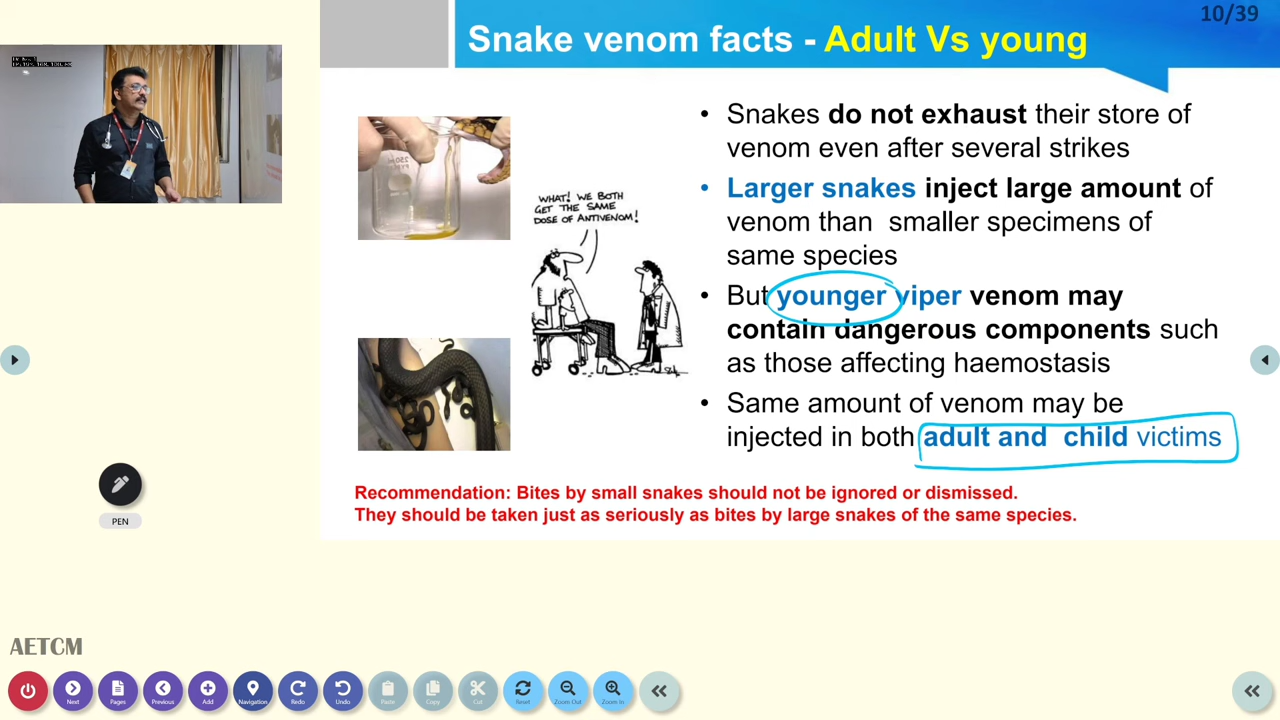 10/39
Snake venom facts - Adult Vs young
• Snakes do not exhaust their store of
venom even after several strikes
• Larger snakes inject large amount of
venom than smaller specimens of
same species
• But younger viper venom may
contain dangerous components such
as those affecting haemostasis
• Same amount of venom may be
injected in both adult and child victims
WHAT! WE BOTH
GET THE SAME
DOSE OF ANTIVENOM!
Recommendation: Bites by small snakes should not be ignored or dismissed.
They should be taken just as seriously as bites by large snakes of the same species.
PEN
AETCM
Next
Pages
Previous
Add
Navigation
Redo
Undo
Paste
Copy
Cut
Reset
Zoom Out
Zoom In